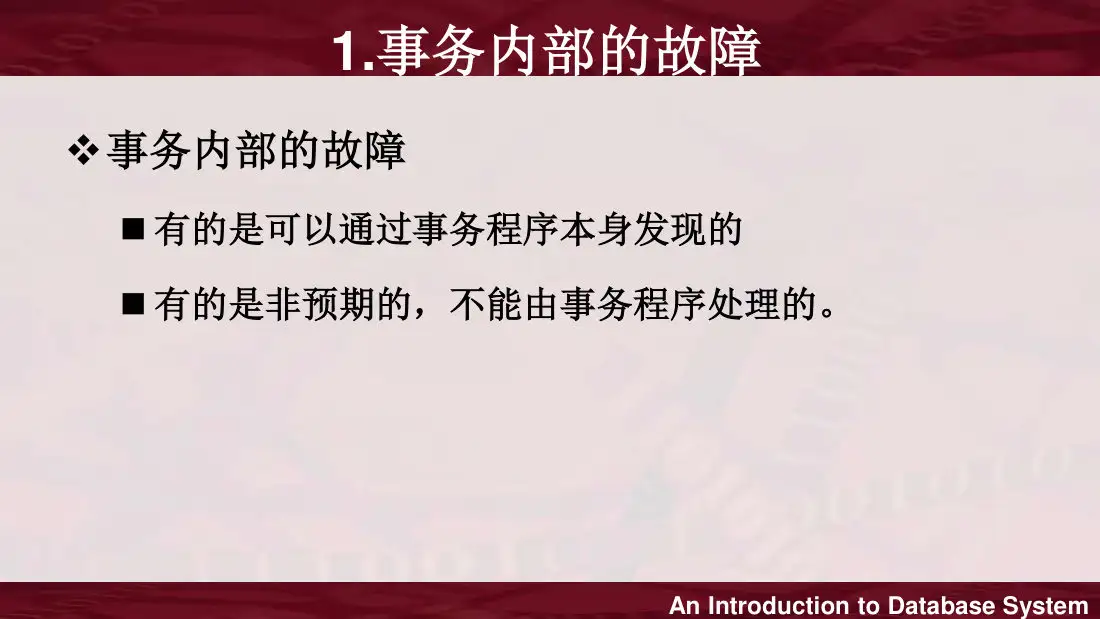 1.事务内部的故障
❖事务内部的故障
■有的是可以通过事务程序本身发现的
■有的是非预期的，不能由事务程序处理的。
An Introduction to Database System